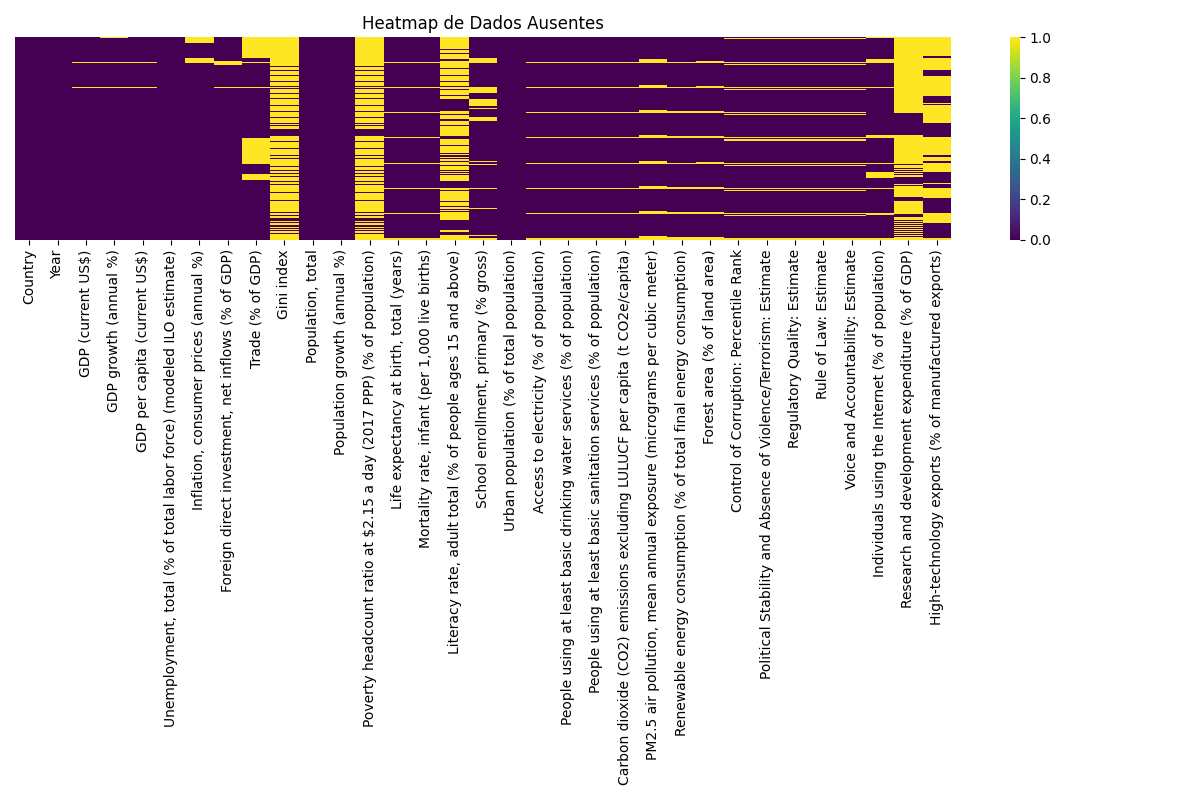 Heatmap de Dados Ausentes
1.0
0.8
0.6
0.4
0.2
0.0
Country
Year
GDP (current US$)
GDP growth (annual %)
GDP per capita (current US$)
Unemployment, total (% of total labor force) (modeled ILO estimate)
Inflation, consumer prices (annual %)
Foreign direct investment, net inflows (% of GDP)
Trade (% of GDP)
Gini index
Population, total
Population growth (annual %)
Poverty headcount ratio at $2.15 a day (2017 PPP) (% of population)
Life expectancy at birth, total (years)
Mortality rate, infant (per 1,000 live births)
Literacy rate, adult total (% of people ages 15 and above)
School enrollment, primary (% gross)
Urban population (% of total population)
Access to electricity (% of population)
People using at least basic drinking water services (% of population)
People using at least basic sanitation services (% of population)
Carbon dioxide (CO2) emissions excluding LULUCF per capita (t CO2e/capita)
PM2.5 air pollution, mean annual exposure (micrograms per cubic meter)
Renewable energy consumption (% of total final energy consumption)
Forest area (% of land area)
Control of Corruption: Percentile Rank
Political Stability and Absence of Violence/Terrorism: Estimate
Regulatory Quality: Estimate
Rule of Law: Estimate
Voice and Accountability: Estimate
Individuals using the Internet (% of population)
Research and development expenditure (% of GDP)
High-technology exports (% of manufactured exports)